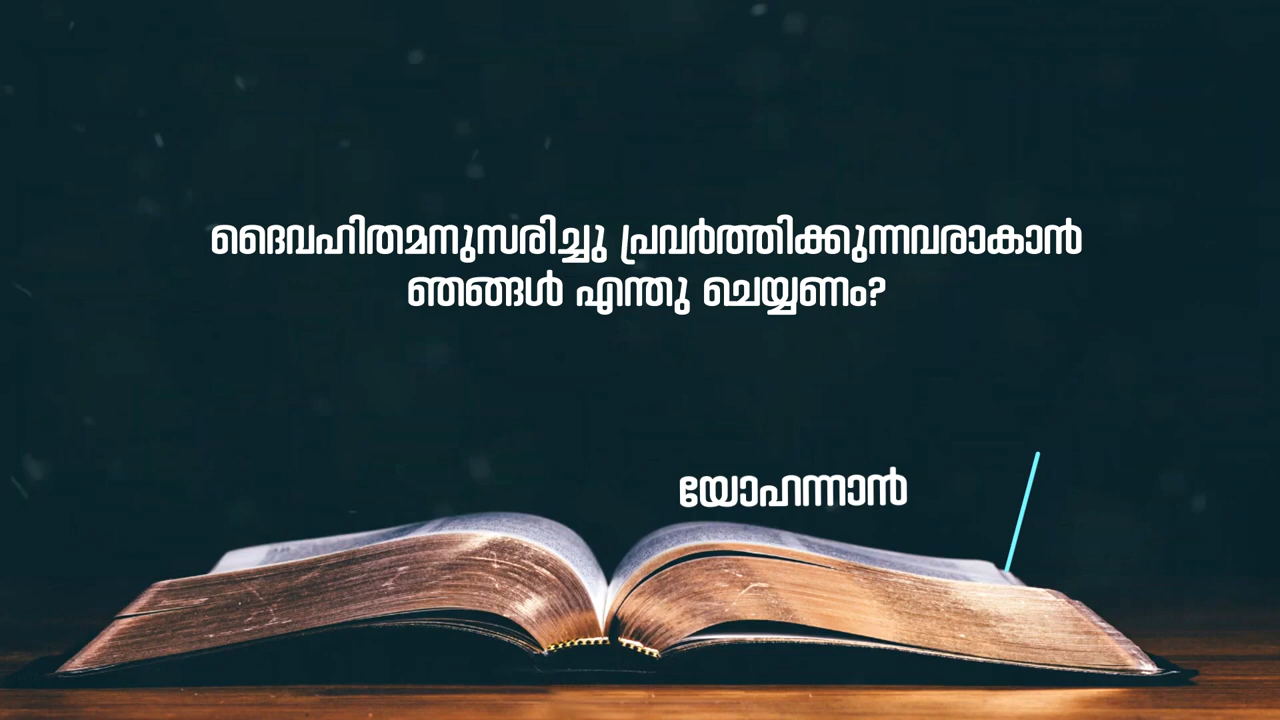 ദൈവഹിതമനുസരിച്ചു പ്രവർത്തിക്കുന്നവരാകാൻ
ഞങ്ങൾ എന്തു ചെയ്യണം?
യോഹന്നാൻ